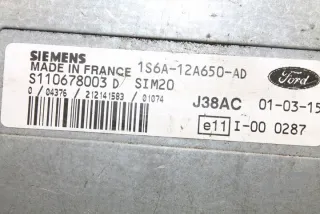 SIEMENS
MADE IN FRANCE 1S6A-12A650-AD
S110678003 D SIM20
0 / 04376 / 212141583 / 01074
Ford
J38AC 01-03-15
e11 I-00 0287